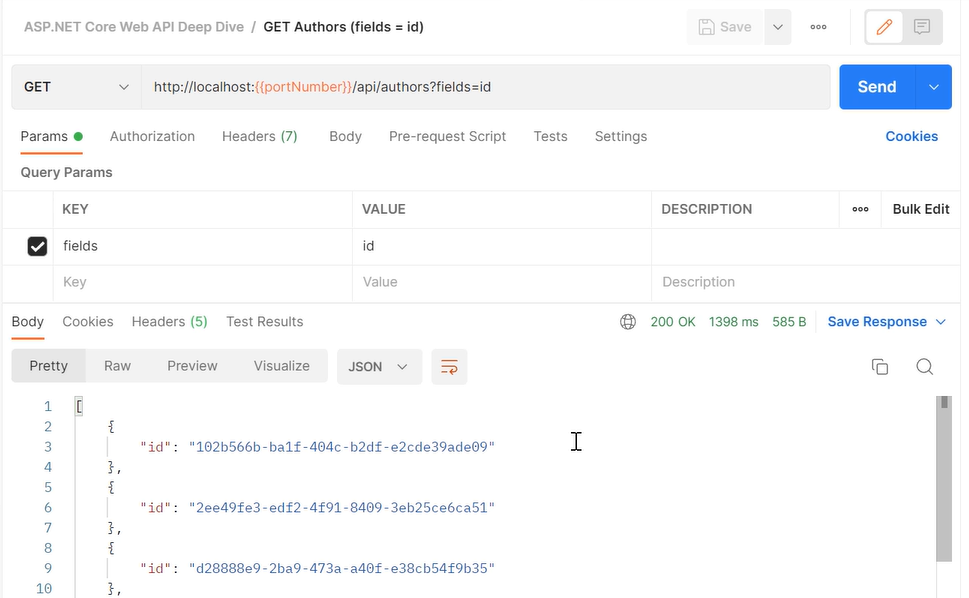 ASP.NET Core Web API Deep Dive / GET Authors (fields = id)
Save
GET
http://localhost:{{portNumber}}/api/authors?fields=id
Send
Params Authorization Headers (7) Body Pre-request Script Tests Settings Cookies
Query Params
KEY VALUE DESCRIPTION Bulk Edit
fields id
Key Value Description
Body Cookies Headers (5) Test Results 200 OK 1398 ms 585 B Save Response
Pretty Raw Preview Visualize JSON
1 [
2 {
3 "id": "102b566b-ba1f-404c-b2df-e2cde39ade09"
4 },
5 {
6 "id": "2ee49fe3-edf2-4f91-8409-3eb25ce6ca51"
7 },
8 {
9 "id": "d28888e9-2ba9-473a-a40f-e38cb54f9b35"
10 },